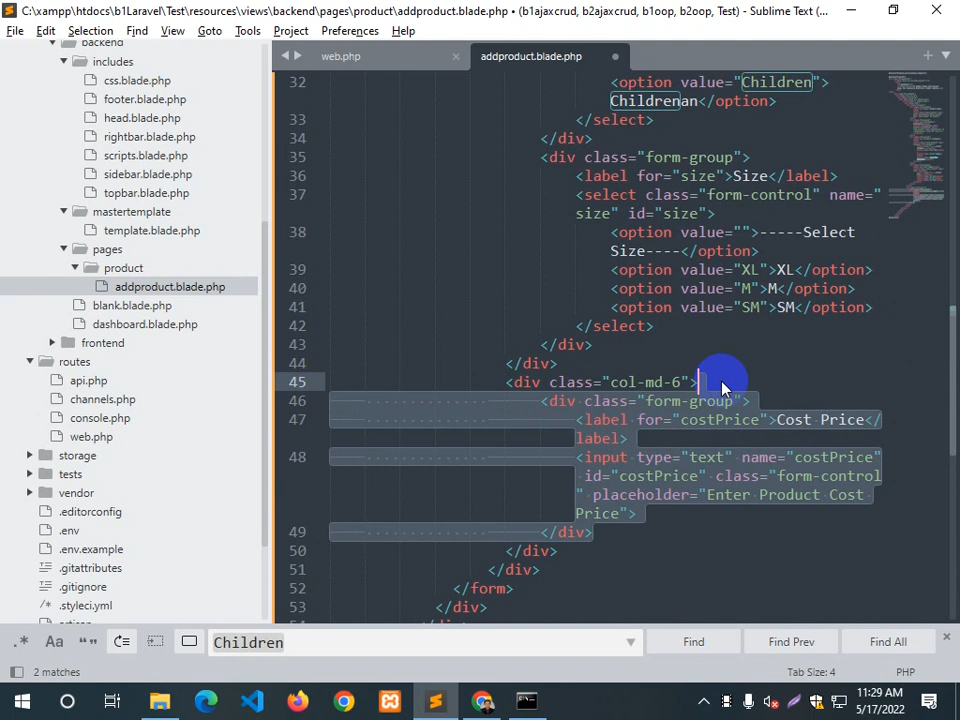 C:\xampp\htdocs\b1Laravel\Test\resources\views\backend\pages\product\addproduct.blade.php • (b1ajaxcrud, b2ajaxcrud, b1oop, b2oop, Test) - Sublime Text (...
File Edit Selection Find View Goto Tools Project Preferences Help
backend
includes
css.blade.php
footer.blade.php
head.blade.php
rightbar.blade.php
scripts.blade.php
sidebar.blade.php
topbar.blade.php
mastertemplate
template.blade.php
pages
product
addproduct.blade.php
blank.blade.php
dashboard.blade.php
frontend
routes
api.php
channels.php
console.php
web.php
storage
tests
vendor
.editorconfig
.env
.env.example
.gitattributes
.gitignore
.styleci.yml
web.php
addproduct.blade.php
32 <option value="Children">
Childrenan</option>
33 </select>
34 </div>
35 <div class="form-group">
36 <label for="size">Size</label>
37 <select class="form-control" name="
size" id="size">
38 <option value="">-----Select
Size----</option>
39 <option value="XL">XL</option>
40 <option value="M">M</option>
41 <option value="SM">SM</option>
42 </select>
43 </div>
44 </div>
45 <div class="col-md-6">
46 <div class="form-group">
47 <label for="costPrice">Cost Price</
label>
48 <input type="text" name="costPrice"
id="costPrice" class="form-control
" placeholder="Enter Product Cost
Price">
49 </div>
50 </div>
51 </div>
52 </form>
53 </div>
Aa
Children
Find Find Prev Find All
2 matches
Tab Size: 4 PHP
11:29 AM
5/17/2022